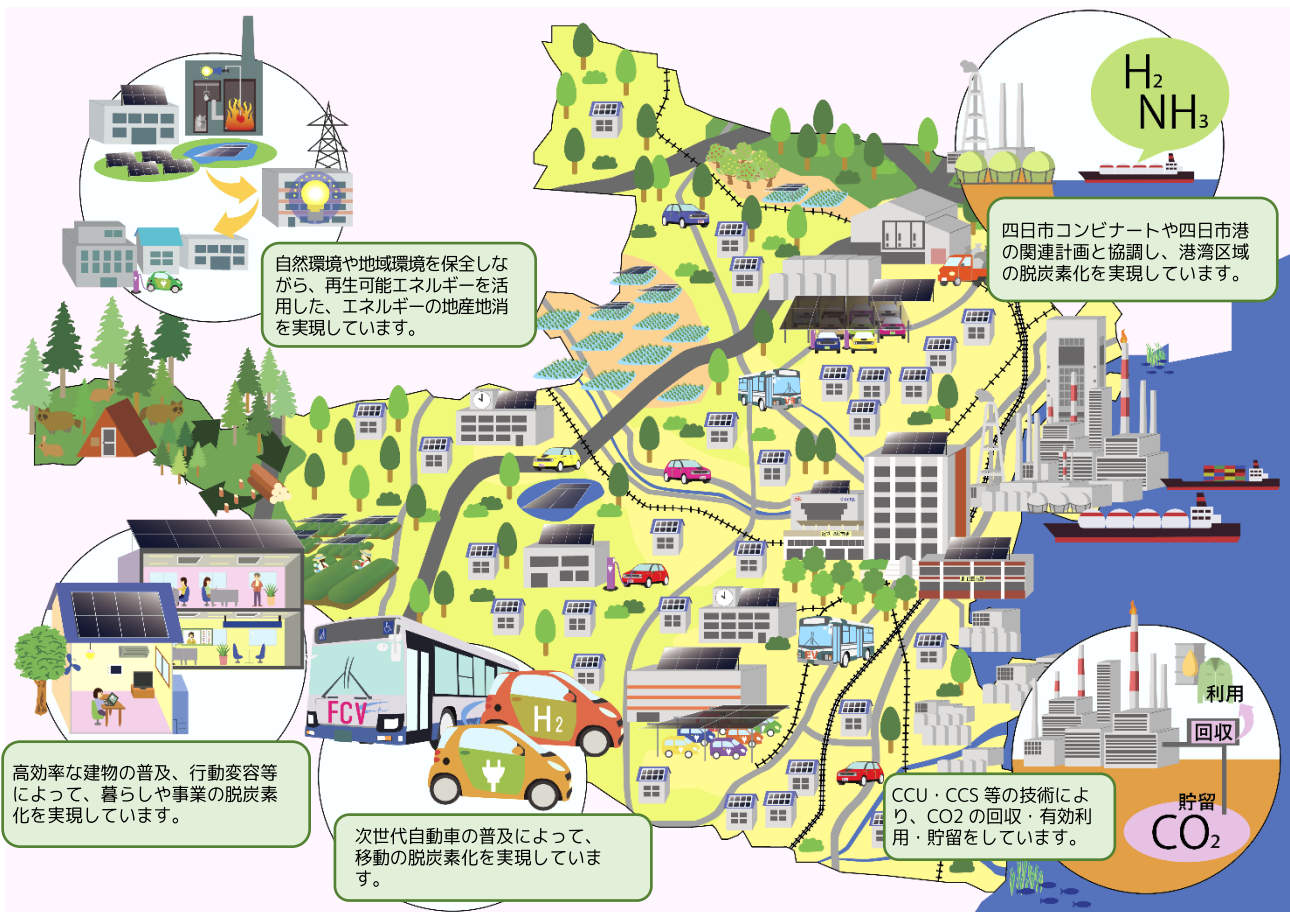 H2
NH3
四日市コンビナートや四日市港
の関連計画と協調し、港湾区域
の脱炭素化を実現しています。
自然環境や地域環境を保全しな
がら、再生可能エネルギーを活
用した、エネルギーの地産地消
を実現しています。
FCV
H2
高効率な建物の普及、行動変容等
によって、暮らしや事業の脱炭素
化を実現しています。
次世代自動車の普及によって、
移動の脱炭素化を実現していま
す。
利用
回収
貯留
CO2
CCU・CCS 等の技術によ
り、CO2 の回収・有効利
用・貯留をしています。